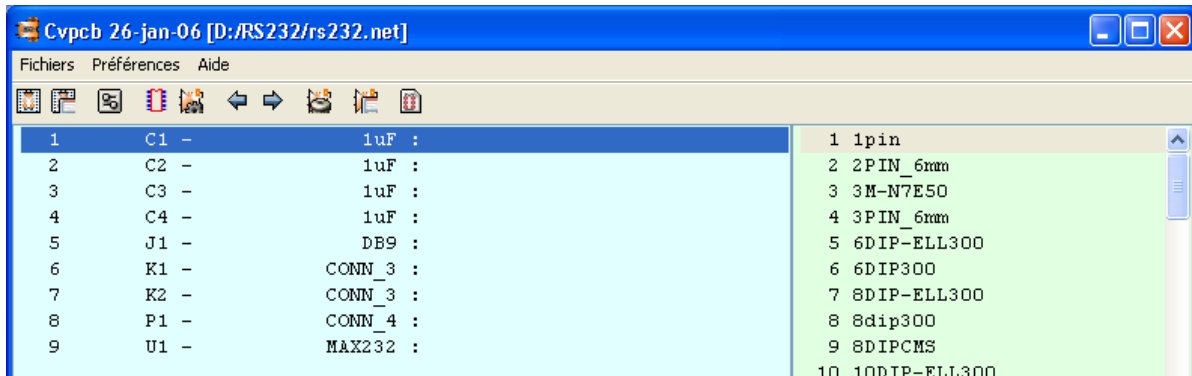 Cvpcb 26-jan-06 [D:/RS232/rs232.net]
Fichiers Préférences Aide
1 C1 - 1uF :
2 C2 - 1uF :
3 C3 - 1uF :
4 C4 - 1uF :
5 J1 - DB9 :
6 K1 - CONN_3 :
7 K2 - CONN_3 :
8 P1 - CONN_4 :
9 U1 - MAX232 :
1 1pin
2 2PIN_6mm
3 3M-N7E50
4 3PIN_6mm
5 6DIP-ELL300
6 6DIP300
7 8DIP-ELL300
8 8dip300
9 8DIPCMS
10 10DIP-ELL300